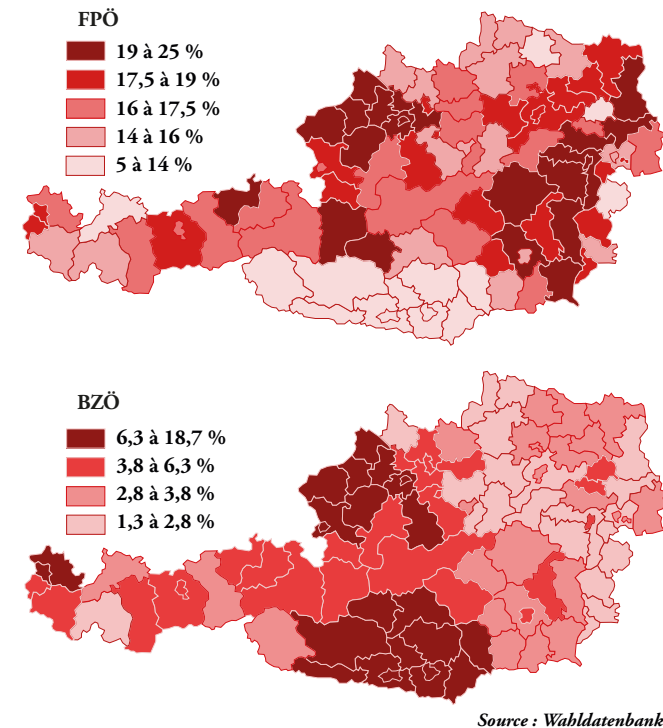 FPÖ
19 à 25 %
17,5 à 19 %
16 à 17,5 %
14 à 16 %
5 à 14 %
BZÖ
6,3 à 18,7 %
3,8 à 6,3 %
2,8 à 3,8 %
1,3 à 2,8 %
Source : Wahldatenbank